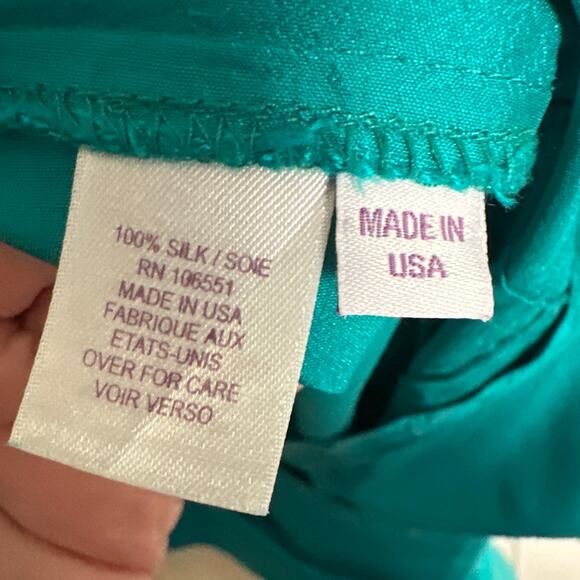 100% SILK / SOIE
RN 106551
MADE IN USA
FABRIQUE AUX
ETATS-UNIS
OVER FOR CARE
VOIR VERSO
MADE IN
USA